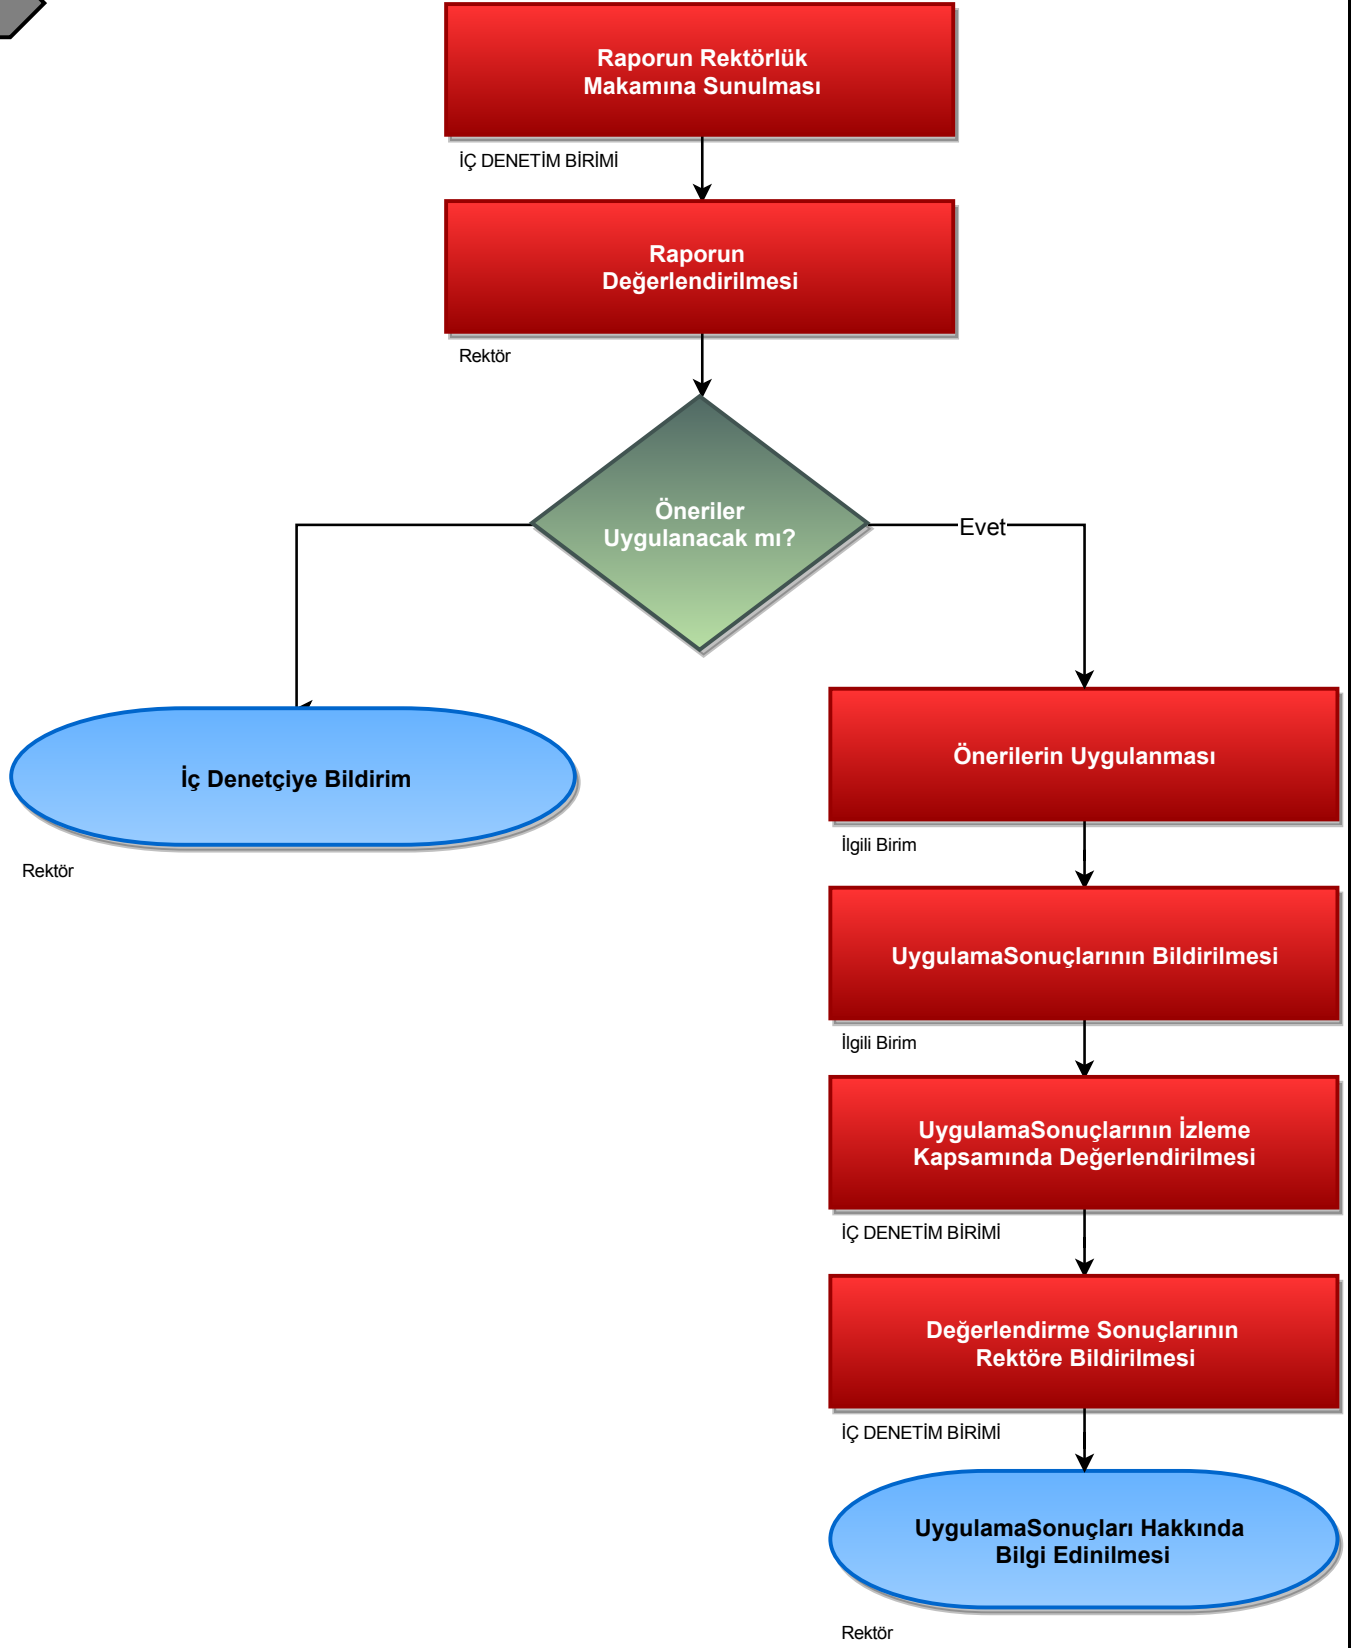 Raporun Rektörlük
Makamına Sunulması
İÇ DENETİM BİRİMİ
Raporun
Değerlendirilmesi
Rektör
Öneriler
Uygulanacak mı?
Evet
Önerilerin Uygulanması
İç Denetçiye Bildirim
İlgili Birim
Rektör
UygulamaSonuçlarının Bildirilmesi
İlgili Birim
UygulamaSonuçlarının İzleme
Kapsamında Değerlendirilmesi
İÇ DENETİM BİRİMİ
Değerlendirme Sonuçlarının
Rektöre Bildirilmesi
İÇ DENETİM BİRİMİ
UygulamaSonuçları Hakkında
Bilgi Edinilmesi
Rektör